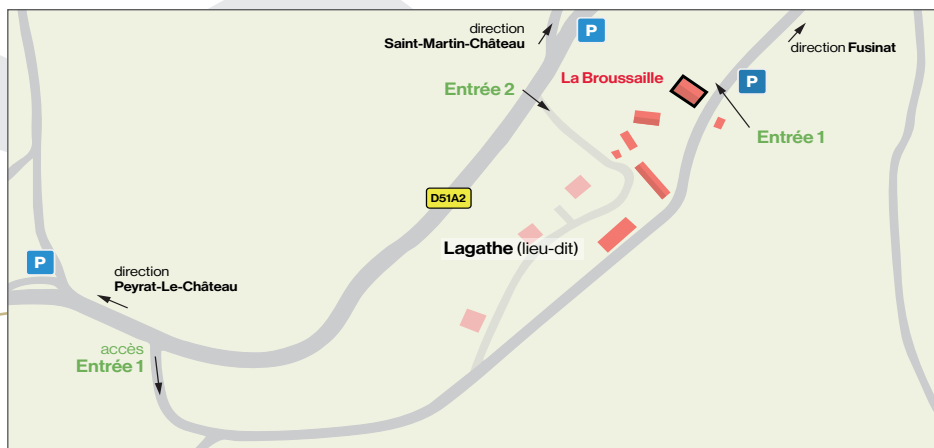 direction
Saint-Martin-Château
P
direction Fusinat
La Broussaille
P
Entrée 2
Entrée 1
D51A2
Lagathe (lieu-dit)
P
direction
Peyrat-Le-Château
accès
Entrée 1